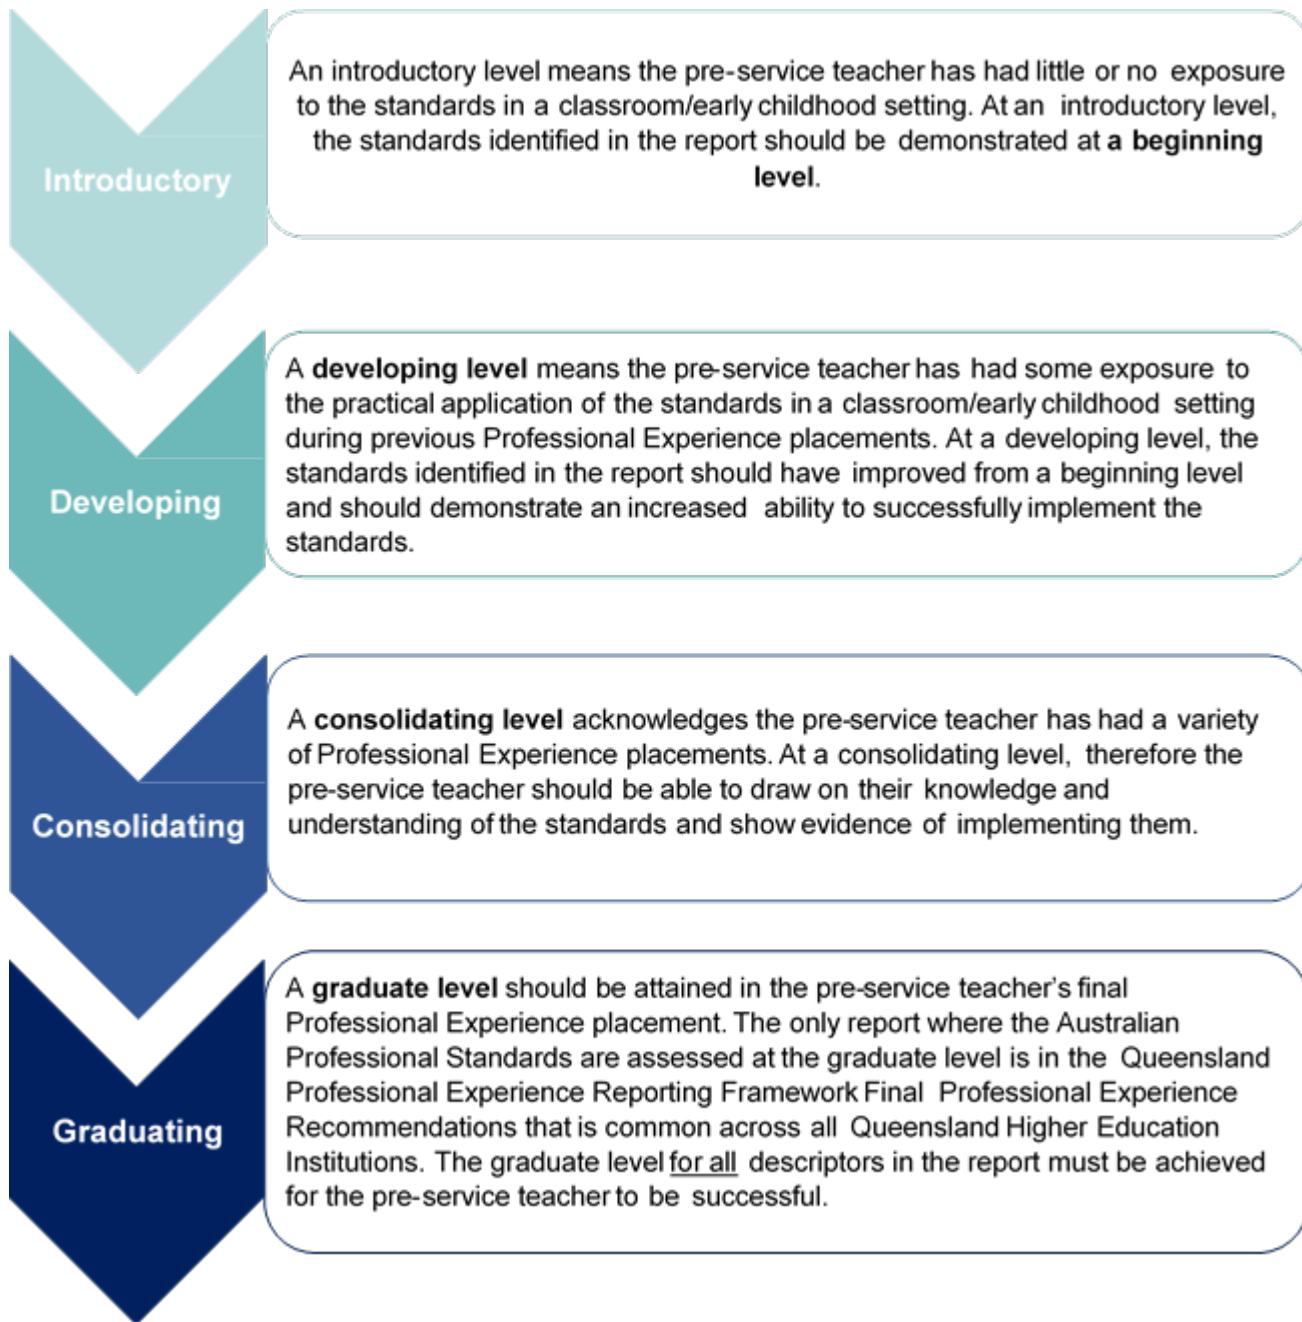 Introductory
An introductory level means the pre-service teacher has had little or no exposure
to the standards in a classroom/early childhood setting. At an introductory level,
the standards identified in the report should be demonstrated at a beginning
level.
Developing
A developing level means the pre-service teacher has had some exposure to
the practical application of the standards in a classroom/early childhood setting
during previous Professional Experience placements. At a developing level, the
standards identified in the report should have improved from a beginning level
and should demonstrate an increased ability to successfully implement the
standards.
Consolidating
A consolidating level acknowledges the pre-service teacher has had a variety
of Professional Experience placements. At a consolidating level, therefore the
pre-service teacher should be able to draw on their knowledge and
understanding of the standards and show evidence of implementing them.
Graduating
A graduate level should be attained in the pre-service teacher’s final
Professional Experience placement. The only report where the Australian
Professional Standards are assessed at the graduate level is in the Queensland
Professional Experience Reporting Framework Final Professional Experience
Recommendations that is common across all Queensland Higher Education
Institutions. The graduate level for all descriptors in the report must be achieved
for the pre-service teacher to be successful.